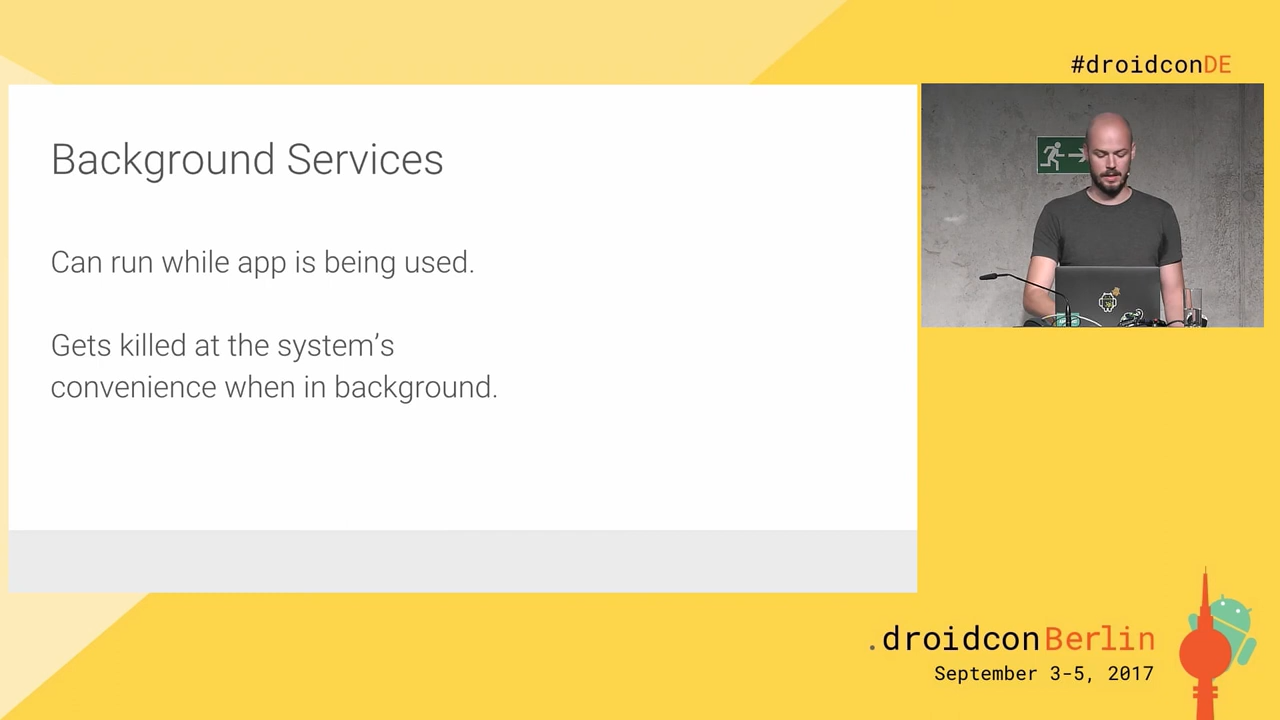 #droidconDE
Background Services
Can run while app is being used.
Gets killed at the system’s
convenience when in background.
.droidconBerlin
September 3-5, 2017